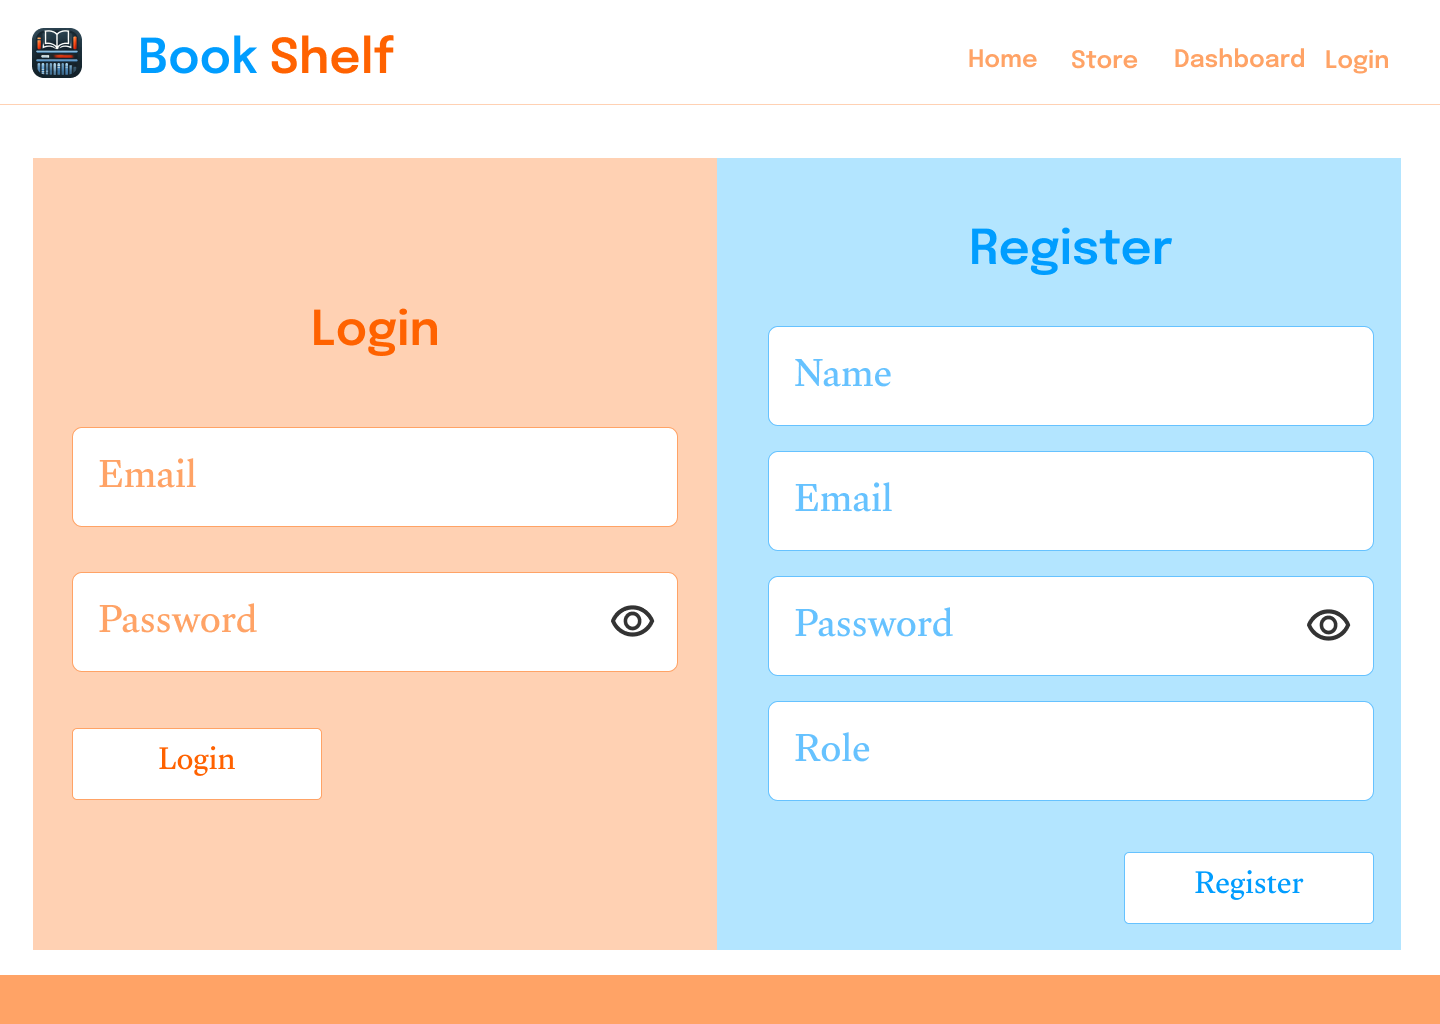 Book Shelf
Home Store Dashboard Login
Login
Email
Password
Login
Register
Name
Email
Password
Role
Register